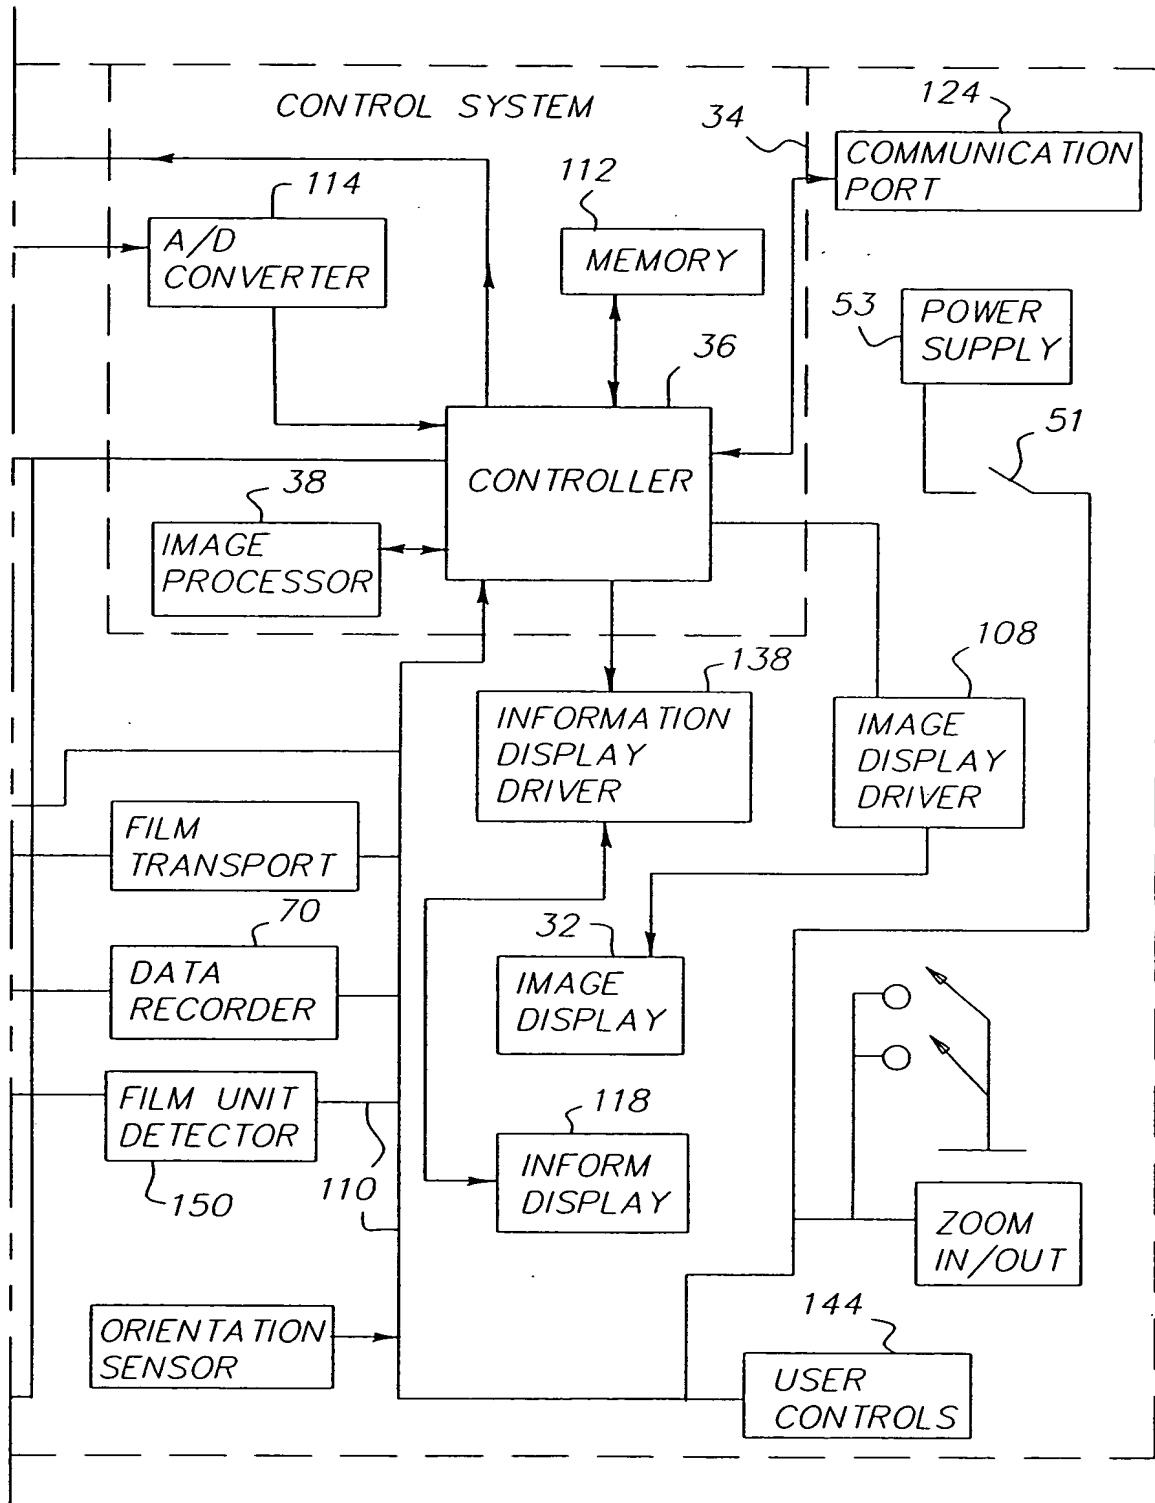 CONTROL SYSTEM
34
124
COMMUNICATION
PORT
114
A/D
CONVERTER
112
MEMORY
53
POWER
SUPPLY
36
CONTROLLER
51
38
IMAGE
PROCESSOR
138
INFORMATION
DISPLAY
DRIVER
108
IMAGE
DISPLAY
DRIVER
FILM
TRANSPORT
70
DATA
RECORDER
32
IMAGE
DISPLAY
FILM UNIT
DETECTOR
150
110
118
INFORM
DISPLAY
ZOOM
IN/OUT
ORIENTATION
SENSOR
144
USER
CONTROLS